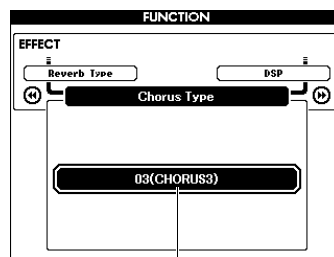 FUNCTION
EFFECT
Reverb Type DSP
Chorus Type
03(CHORUS3)